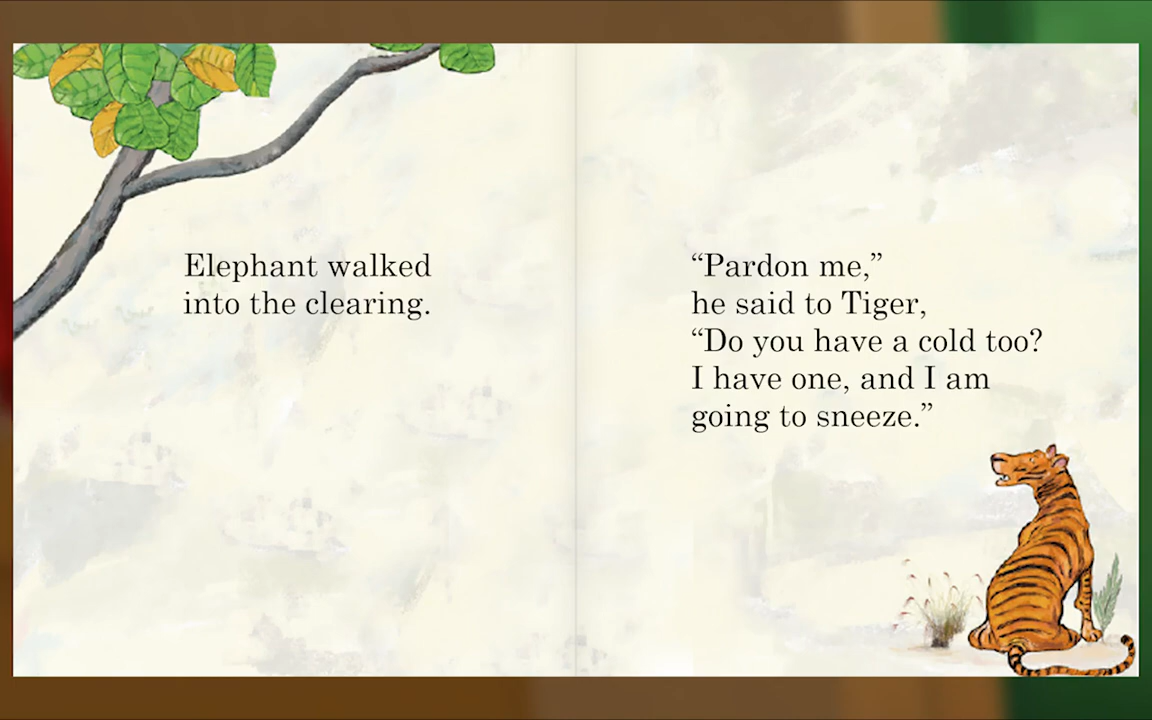 Elephant walked
into the clearing.
“Pardon me,”
he said to Tiger,
“Do you have a cold too?
I have one, and I am
going to sneeze.”